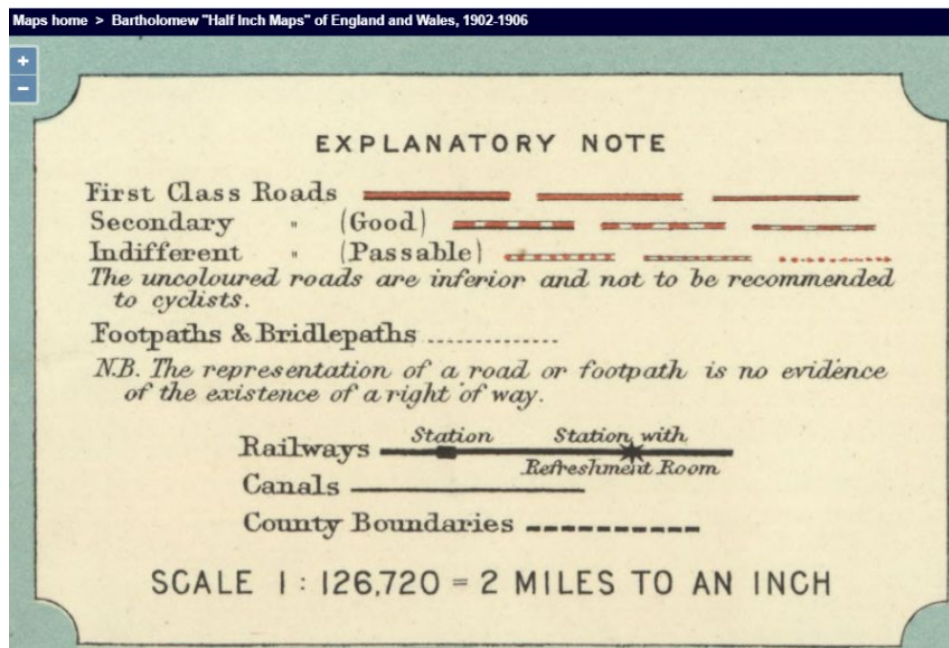 Maps home > Bartholomew "Half Inch Maps" of England and Wales, 1902-1906
+
-
EXPLANATORY NOTE
First Class Roads
Secondary " (Good)
Indifferent " (Passable)
The uncoloured roads are inferior and not to be recommended
to cyclists.
Footpaths & Bridlepaths
N.B. The representation of a road or footpath is no evidence
of the existence of a right of way.
Station Station with
Railways
Refreshment Room
Canals
County Boundaries
SCALE 1 : 126,720 = 2 MILES TO AN INCH